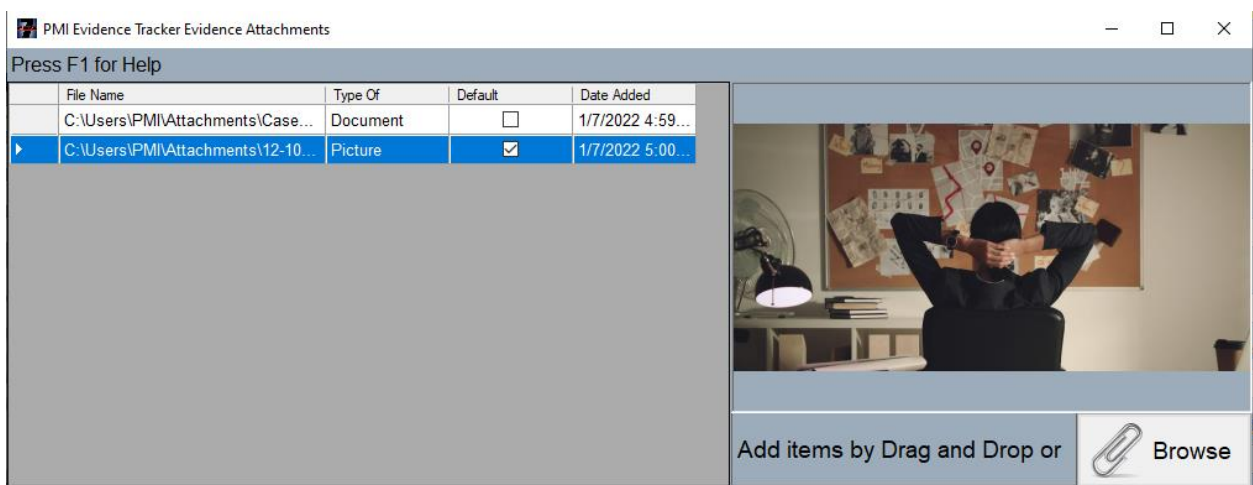 PMI Evidence Tracker Evidence Attachments
Press F1 for Help
File Name Type Of Default Date Added
C:\Users\PMI\Attachments\Case... Document 1/7/2022 4:59...
C:\Users\PMI\Attachments\12-10... Picture 1/7/2022 5:00...
Add items by Drag and Drop or Browse